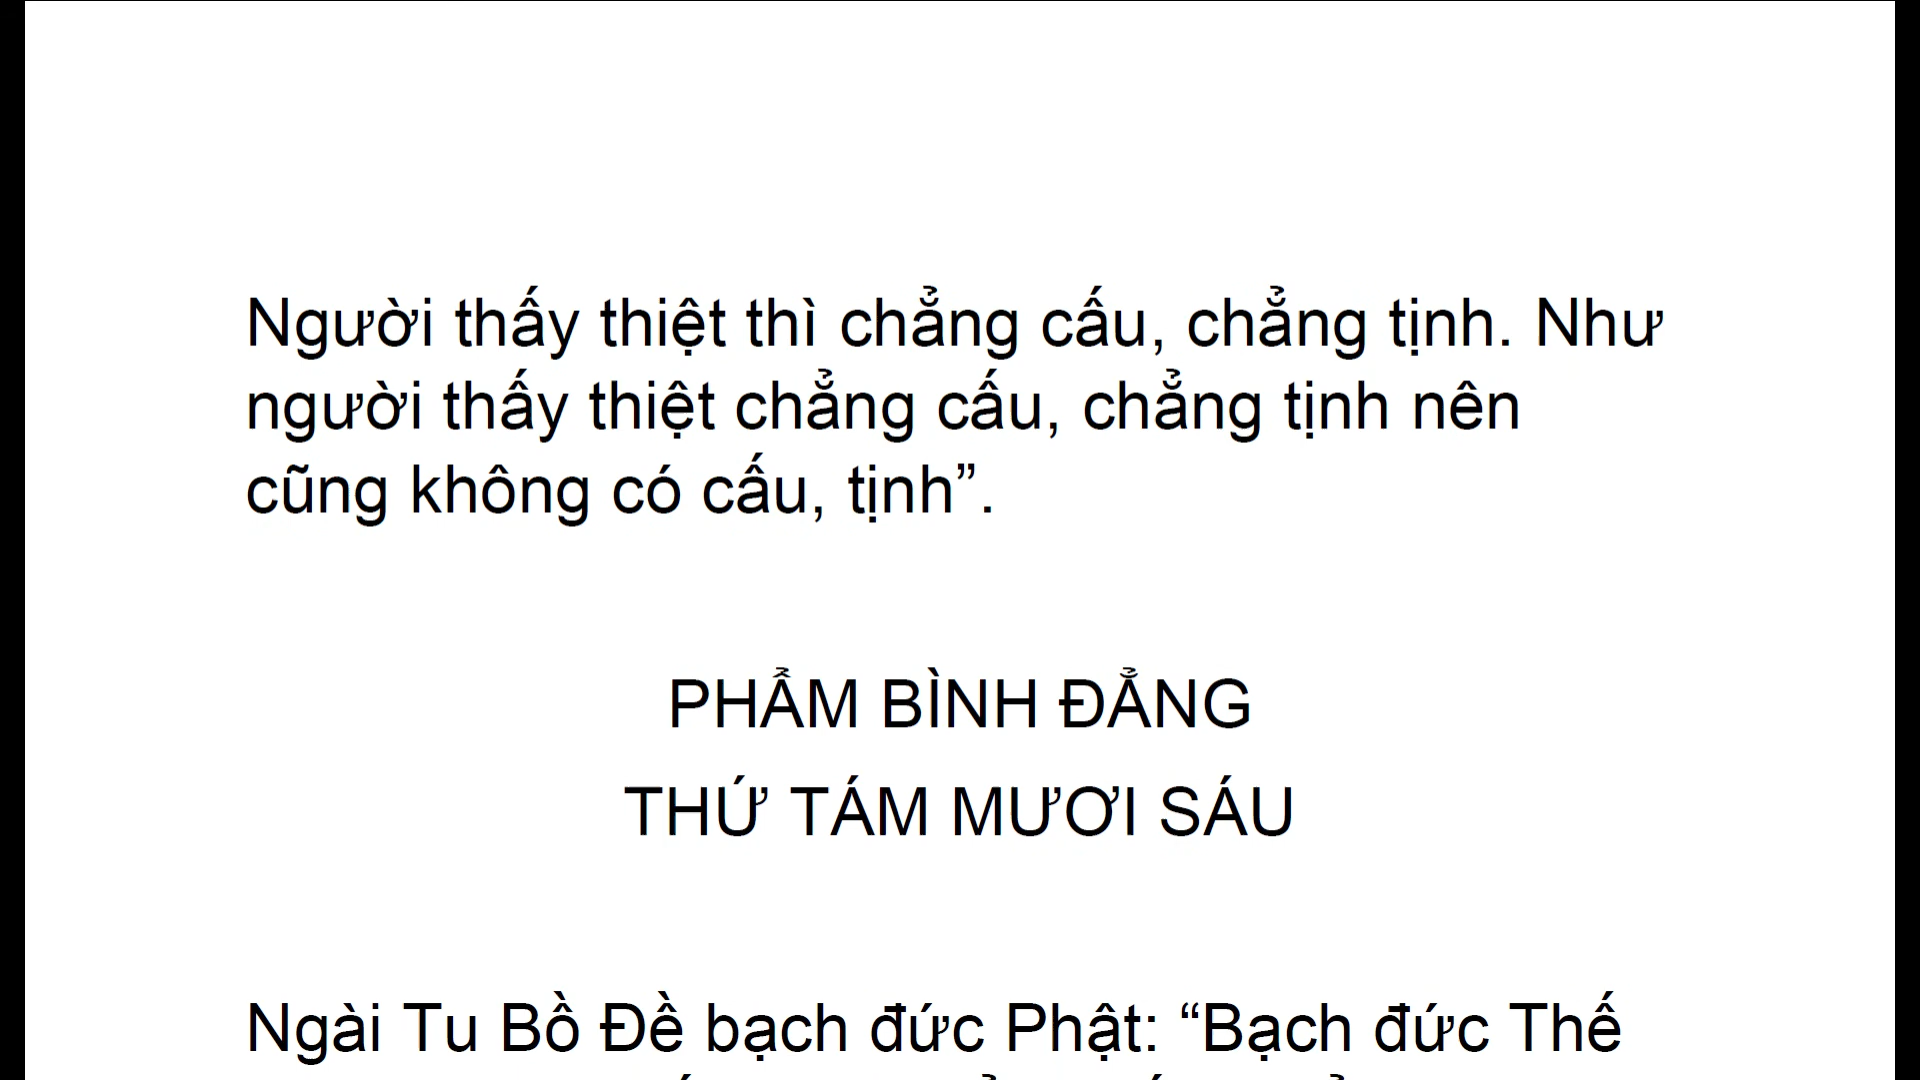 Người thấy thiệt thì chẳng cấu, chẳng tịnh. Như
người thấy thiệt chẳng cấu, chẳng tịnh nên
cũng không có cấu, tịnh”.
PHẨM BÌNH ĐẲNG
THỨ TÁM MƯƠI SÁU
Ngài Tu Bồ Đề bạch đức Phật: “Bạch đức Thế